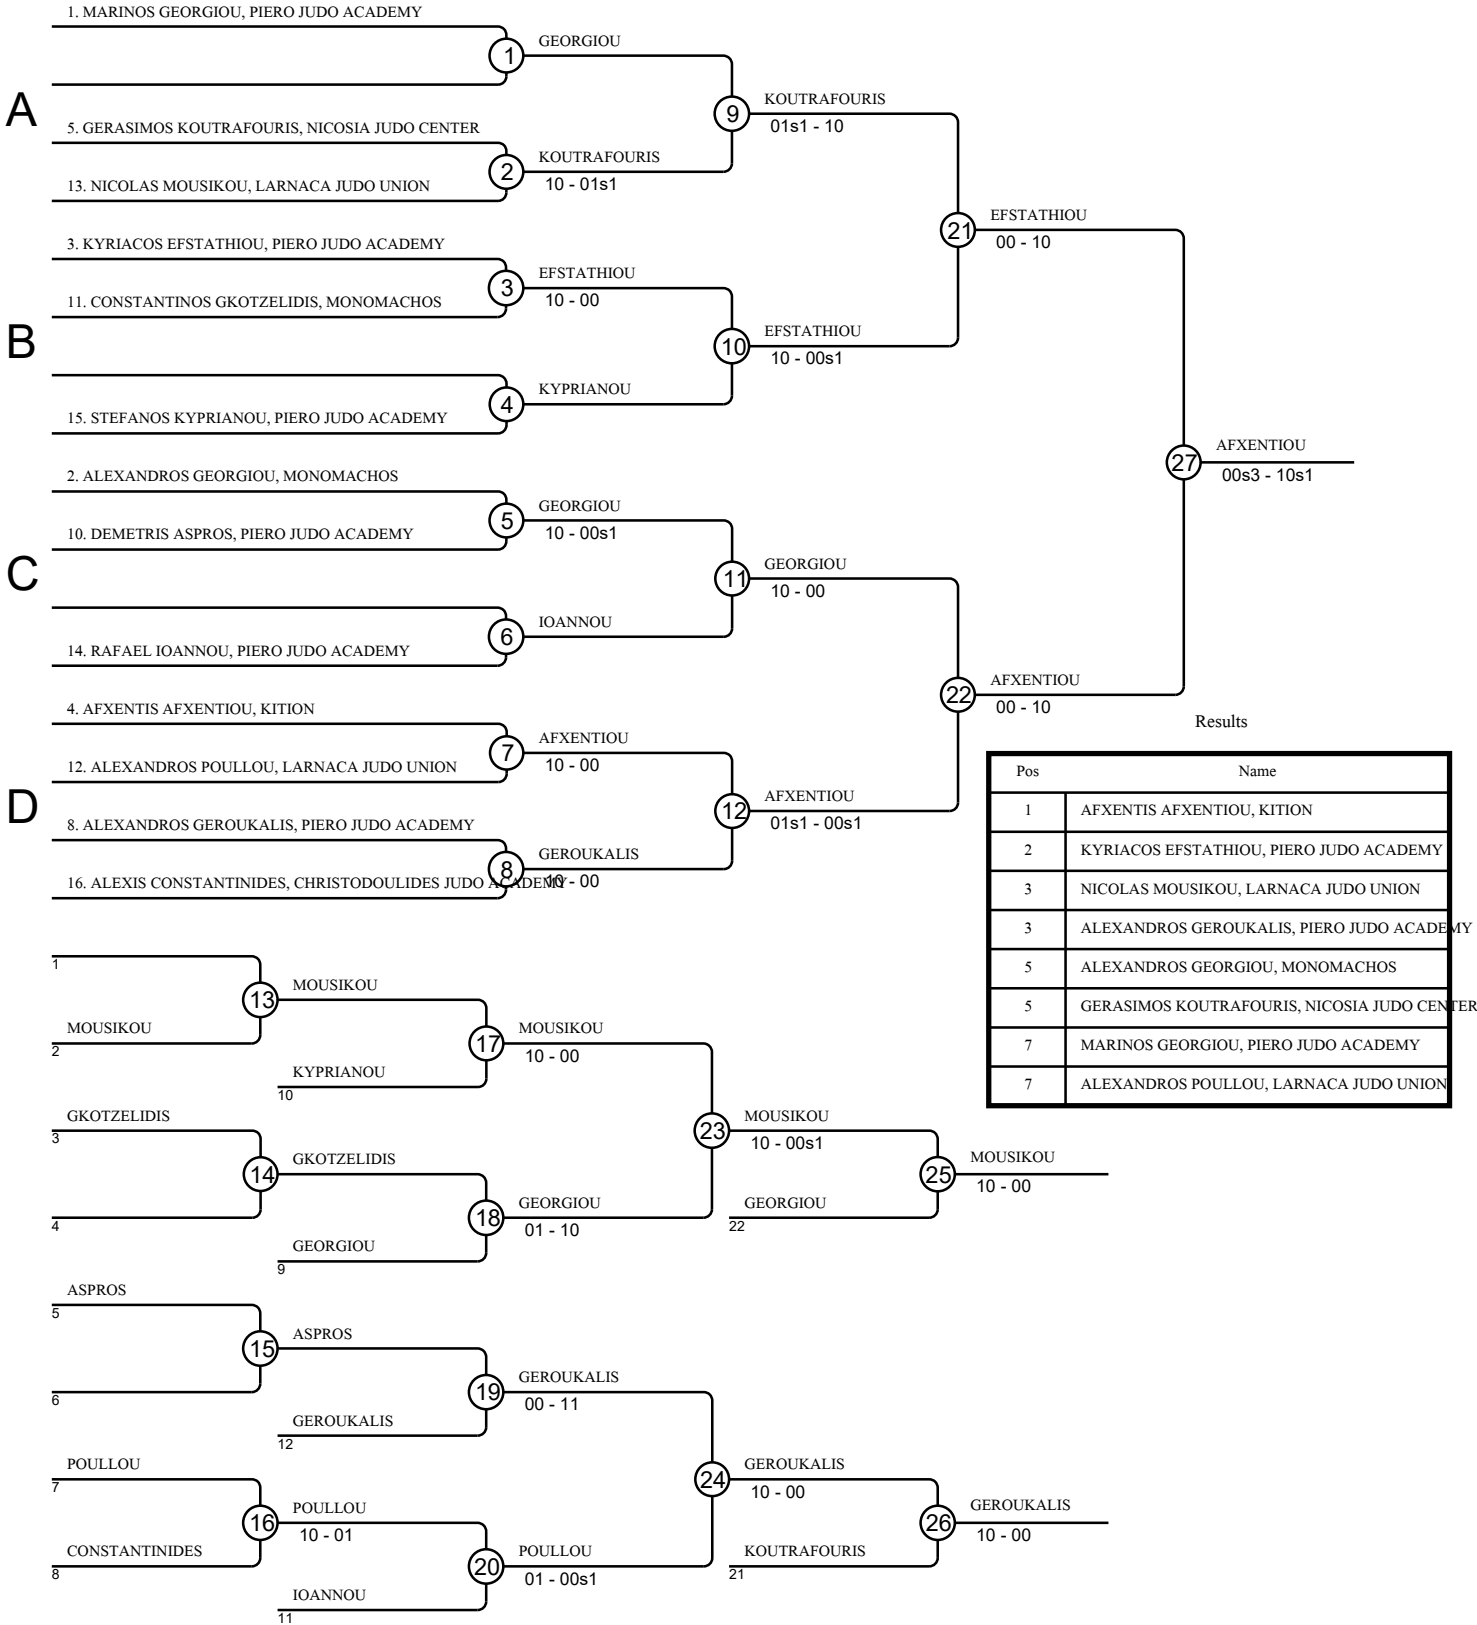 1. MARINOS GEORGIOU, PIERO JUDO ACADEMY
GEORGIOU
1
A
KOUTRAFOURIS
9
01s1 - 10
5. GERASIMOS KOUTRAFOURIS, NICOSIA JUDO CENTER
KOUTRAFOURIS
2
10 - 01s1
13. NICOLAS MOUSIKOU, LARNACA JUDO UNION
EFSTATHIOU
21
00 - 10
3. KYRIACOS EFSTATHIOU, PIERO JUDO ACADEMY
EFSTATHIOU
3
10 - 00
11. CONSTANTINOS GKOTZELIDIS, MONOMACHOS
B
EFSTATHIOU
10
10 - 00s1
KYPRIANOU
4
15. STEFANOS KYPRIANOU, PIERO JUDO ACADEMY
AFXENTIOU
27
00s3 - 10s1
2. ALEXANDROS GEORGIOU, MONOMACHOS
GEORGIOU
5
10 - 00s1
10. DEMETRIS ASPROS, PIERO JUDO ACADEMY
C
GEORGIOU
11
10 - 00
IOANNOU
6
14. RAFAEL IOANNOU, PIERO JUDO ACADEMY
AFXENTIOU
22
00 - 10
4. AFXENTIS AFXENTIOU, KITION
AFXENTIOU
7
10 - 00
12. ALEXANDROS POULLOU, LARNACA JUDO UNION
D
AFXENTIOU
12
01s1 - 00s1
8. ALEXANDROS GEROUKALIS, PIERO JUDO ACADEMY
GEROUKALIS
8
10 - 00
16. ALEXIS CONSTANTINIDES, CHRISTODOULIDES JUDO ACADEMY
Results
Pos Name
1 AFXENTIS AFXENTIOU, KITION
2 KYRIACOS EFSTATHIOU, PIERO JUDO ACADEMY
3 NICOLAS MOUSIKOU, LARNACA JUDO UNION
3 ALEXANDROS GEROUKALIS, PIERO JUDO ACADEMY
5 ALEXANDROS GEORGIOU, MONOMACHOS
5 GERASIMOS KOUTRAFOURIS, NICOSIA JUDO CENTER
7 MARINOS GEORGIOU, PIERO JUDO ACADEMY
7 ALEXANDROS POULLOU, LARNACA JUDO UNION
1
MOUSIKOU
13
MOUSIKOU
2
MOUSIKOU
17
10 - 00
KYPRIANOU
10
GKOTZELIDIS
3
MOUSIKOU
23
10 - 00s1
GKOTZELIDIS
14
MOUSIKOU
25
10 - 00
4
GEORGIOU
18
01 - 10
GEORGIOU
22
GEORGIOU
9
ASPROS
5
ASPROS
15
6
GEROUKALIS
19
00 - 11
GEROUKALIS
12
POULLOU
7
GEROUKALIS
24
10 - 00
POULLOU
16
10 - 01
GEROUKALIS
26
10 - 00
CONSTANTINIDES
8
POULLOU
20
01 - 00s1
KOUTRAFOURIS
21
IOANNOU
11